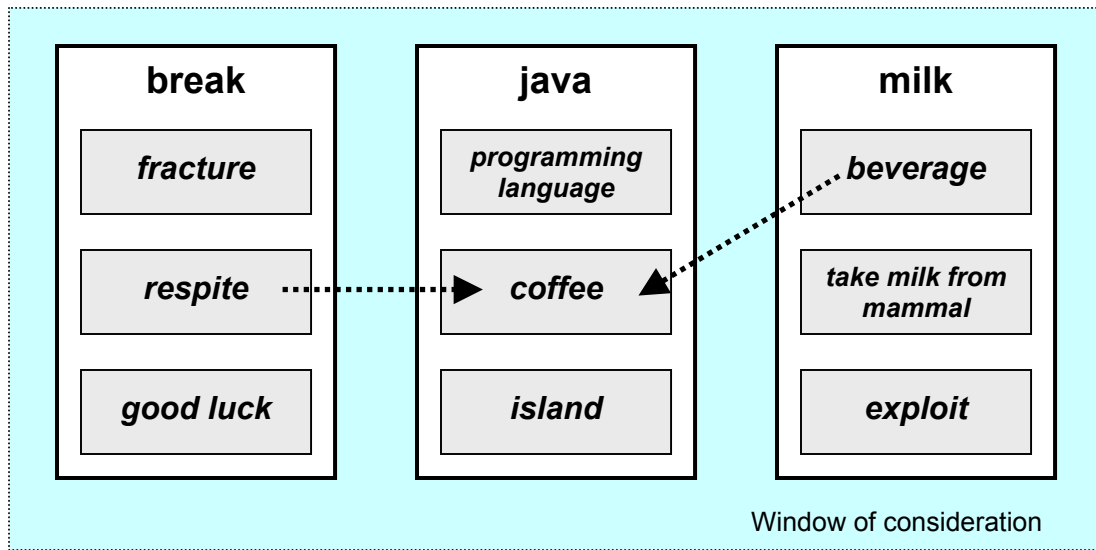 break
fracture
respite
good luck
java
programming
language
coffee
island
milk
beverage
take milk from
mammal
exploit
Window of consideration